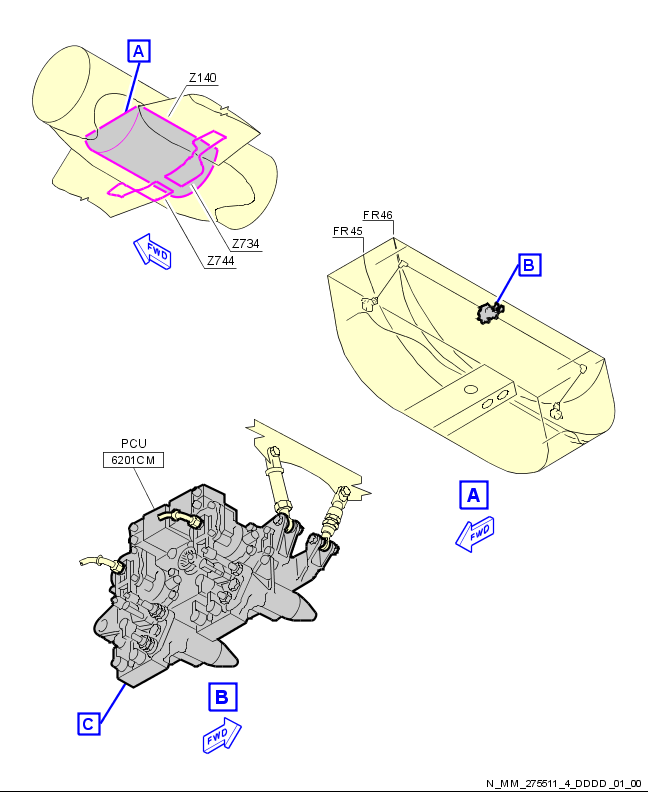 A
Z140
Z734
Z744
FWD
FR46
FR45
B
PCU
6201CM
A
FWD
B
C
FWD
N_MM_275511_4_DDDD_01_00